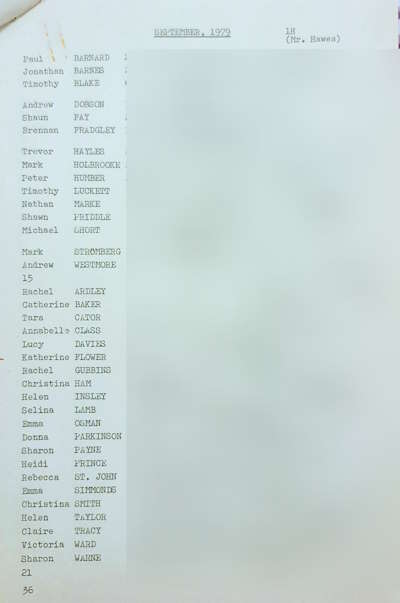 SEPTEMBER, 1979
1H
(Mr. Hawes)
Paul BARNARD
Jonathan BARNES
Timothy BLAKE
Andrew DOBSON
Shaun FAY
Brennan FRADGLEY
Trevor HAYLES
Mark HOLBROOKE
Peter HUMBER
Timothy LUCKETT
Nathan MARKE
Shawn PRIDDLE
Michael SHORT
Mark STROMBERG
Andrew WESTMORE
15
Rachel ARDLEY
Catherine BAKER
Tara CATOR
Annabelle CLASS
Lucy DAVIES
Katherine FLOWER
Rachel GUBBINS
Christina HAM
Helen INSLEY
Selina LAMB
Emma OSMAN
Donna PARKINSON
Sharon PAYNE
Heidi PRINCE
Rebecca ST. JOHN
Emma SIMMONDS
Christina SMITH
Helen TAYLOR
Claire TRACY
Victoria WARD
Sharon WARNE
21
36